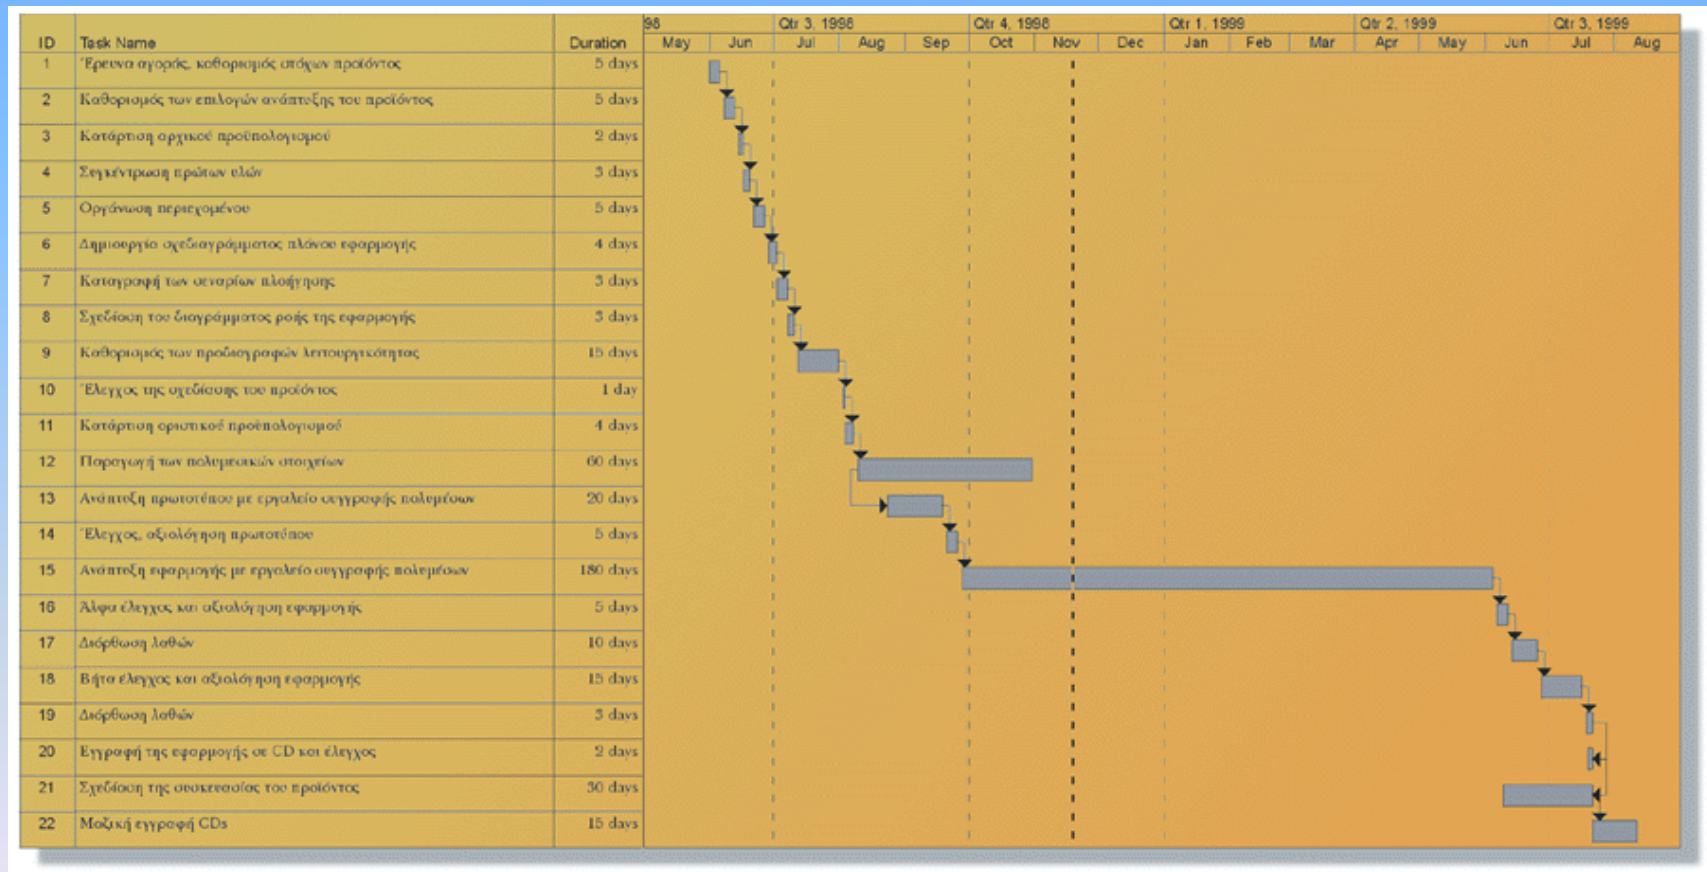 98 Qtr 3, 1998 Qtr 4, 1998 Qtr 1, 1999 Qtr 2, 1999 Qtr 3, 1999
ID Task Name Duration May Jun Jul Aug Sep Oct Nov Dec Jan Feb Mar Apr May Jun Jul Aug
1 Έρευνα αγοράς, καθορισμός στόχων προϊόντος 5 days
2 Καθορισμός των επιλογών ανάπτυξης του προϊόντος 5 days
3 Κατάρτιση αρχικού προϋπολογισμού 2 days
4 Συγκέντρωση πρώτων υλών 3 days
5 Οργάνωση περιεχομένου 5 days
6 Δημιουργία σχεδιαγράμματος πλάνου εφαρμογής 4 days
7 Καταγραφή των σεναρίων πλοήγησης 3 days
8 Σχεδίαση του διαγράμματος ροής της εφαρμογής 3 days
9 Καθορισμός των προδιαγραφών λειτουργικότητας 15 days
10 Έλεγχος της σχεδίασης του προϊόντος 1 day
11 Κατάρτιση οριστικού προϋπολογισμού 4 days
12 Παραγωγή των πολυμεσικών στοιχείων 60 days
13 Ανάπτυξη πρωτοτύπου με εργαλείο συγγραφής πολυμέσων 20 days
14 Έλεγχος, αξιολόγηση πρωτοτύπου 5 days
15 Ανάπτυξη εφαρμογής με εργαλείο συγγραφής πολυμέσων 180 days
16 Άλφα έλεγχος και αξιολόγηση εφαρμογής 5 days
17 Διόρθωση λαθών 10 days
18 Βήτα έλεγχος και αξιολόγηση εφαρμογής 15 days
19 Διόρθωση λαθών 3 days
20 Εγγραφή της εφαρμογής σε CD και έλεγχος 2 days
21 Σχεδίαση της συσκευασίας του προϊόντος 30 days
22 Μαζική εγγραφή CDs 15 days